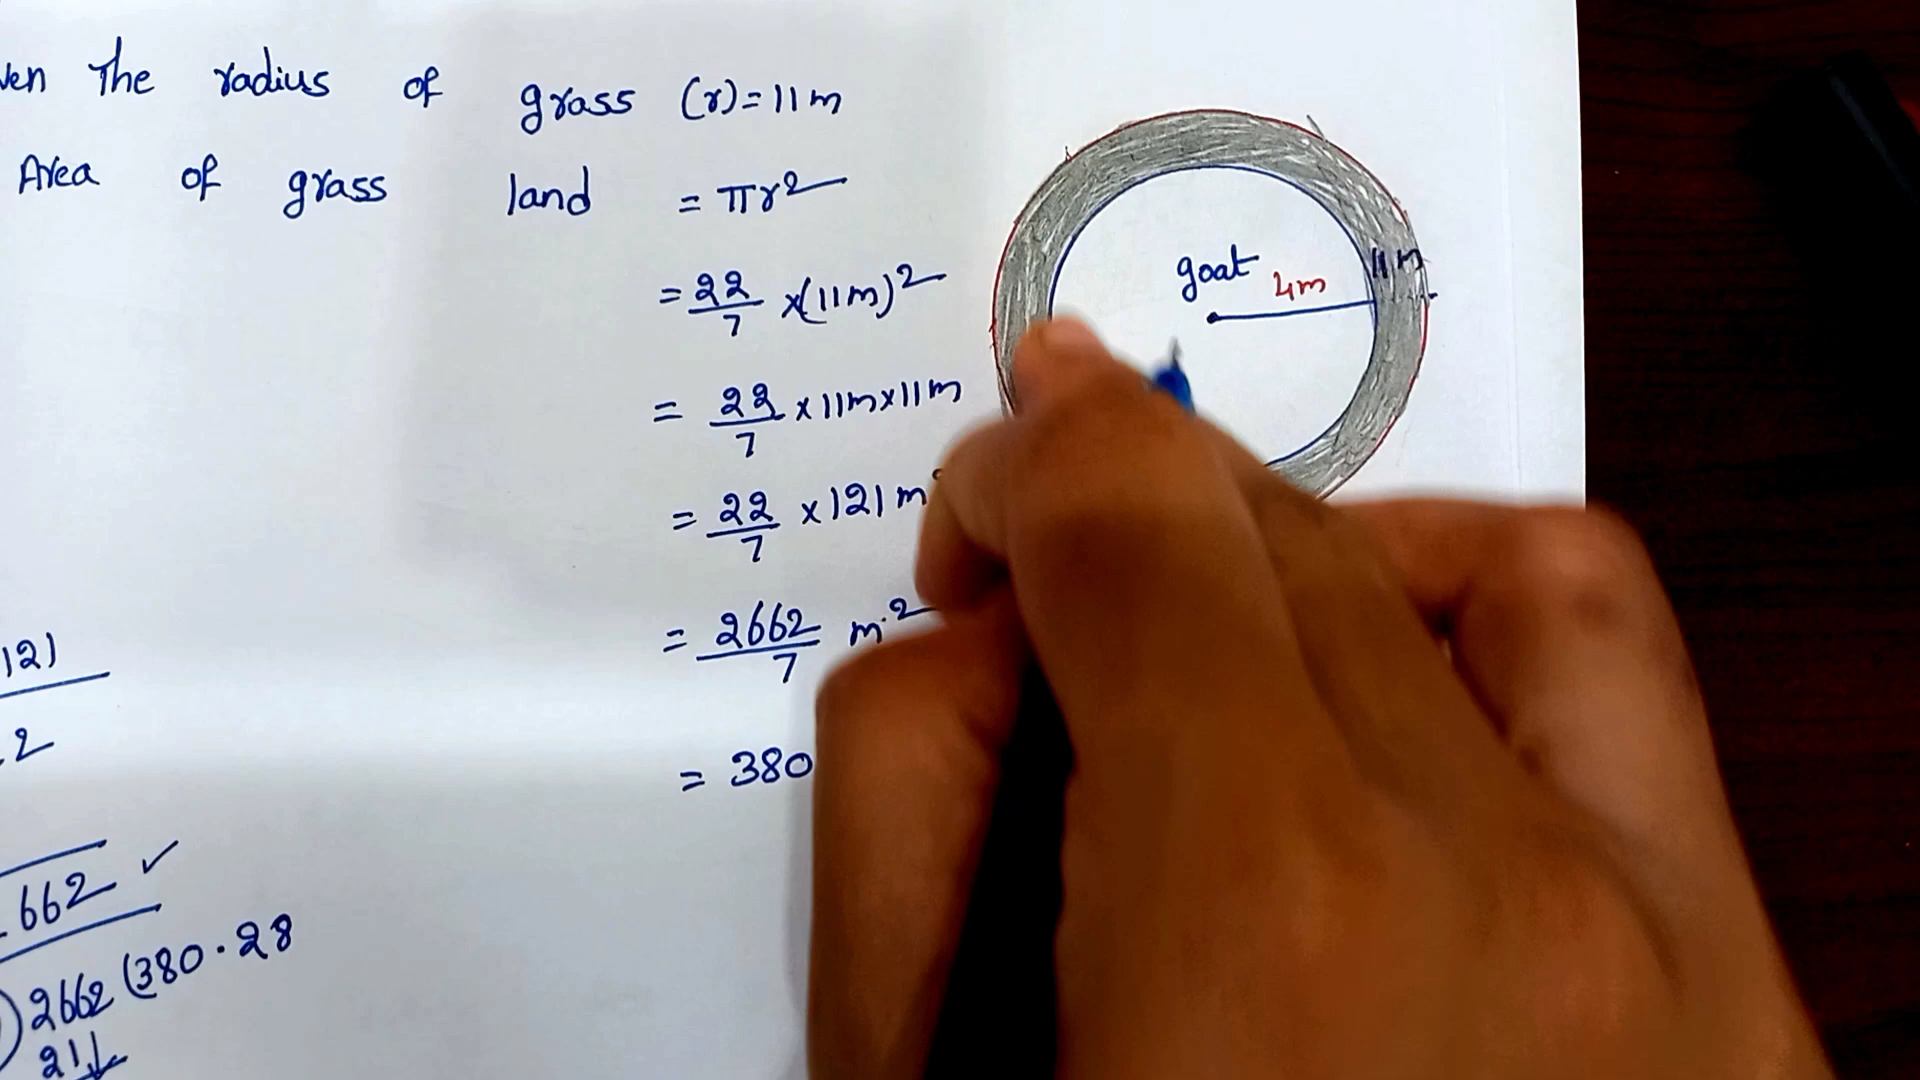 ven The radius of grass (r)=11m
Area of grass land = πr²
= 22/7 ×(11m)²
= 22/7 × 11m×11m
= 22/7 ×121m
= 2662/7 m²
= 380
121
2
662 ✓
)2662(380.28
21↓
goat
4m
11m